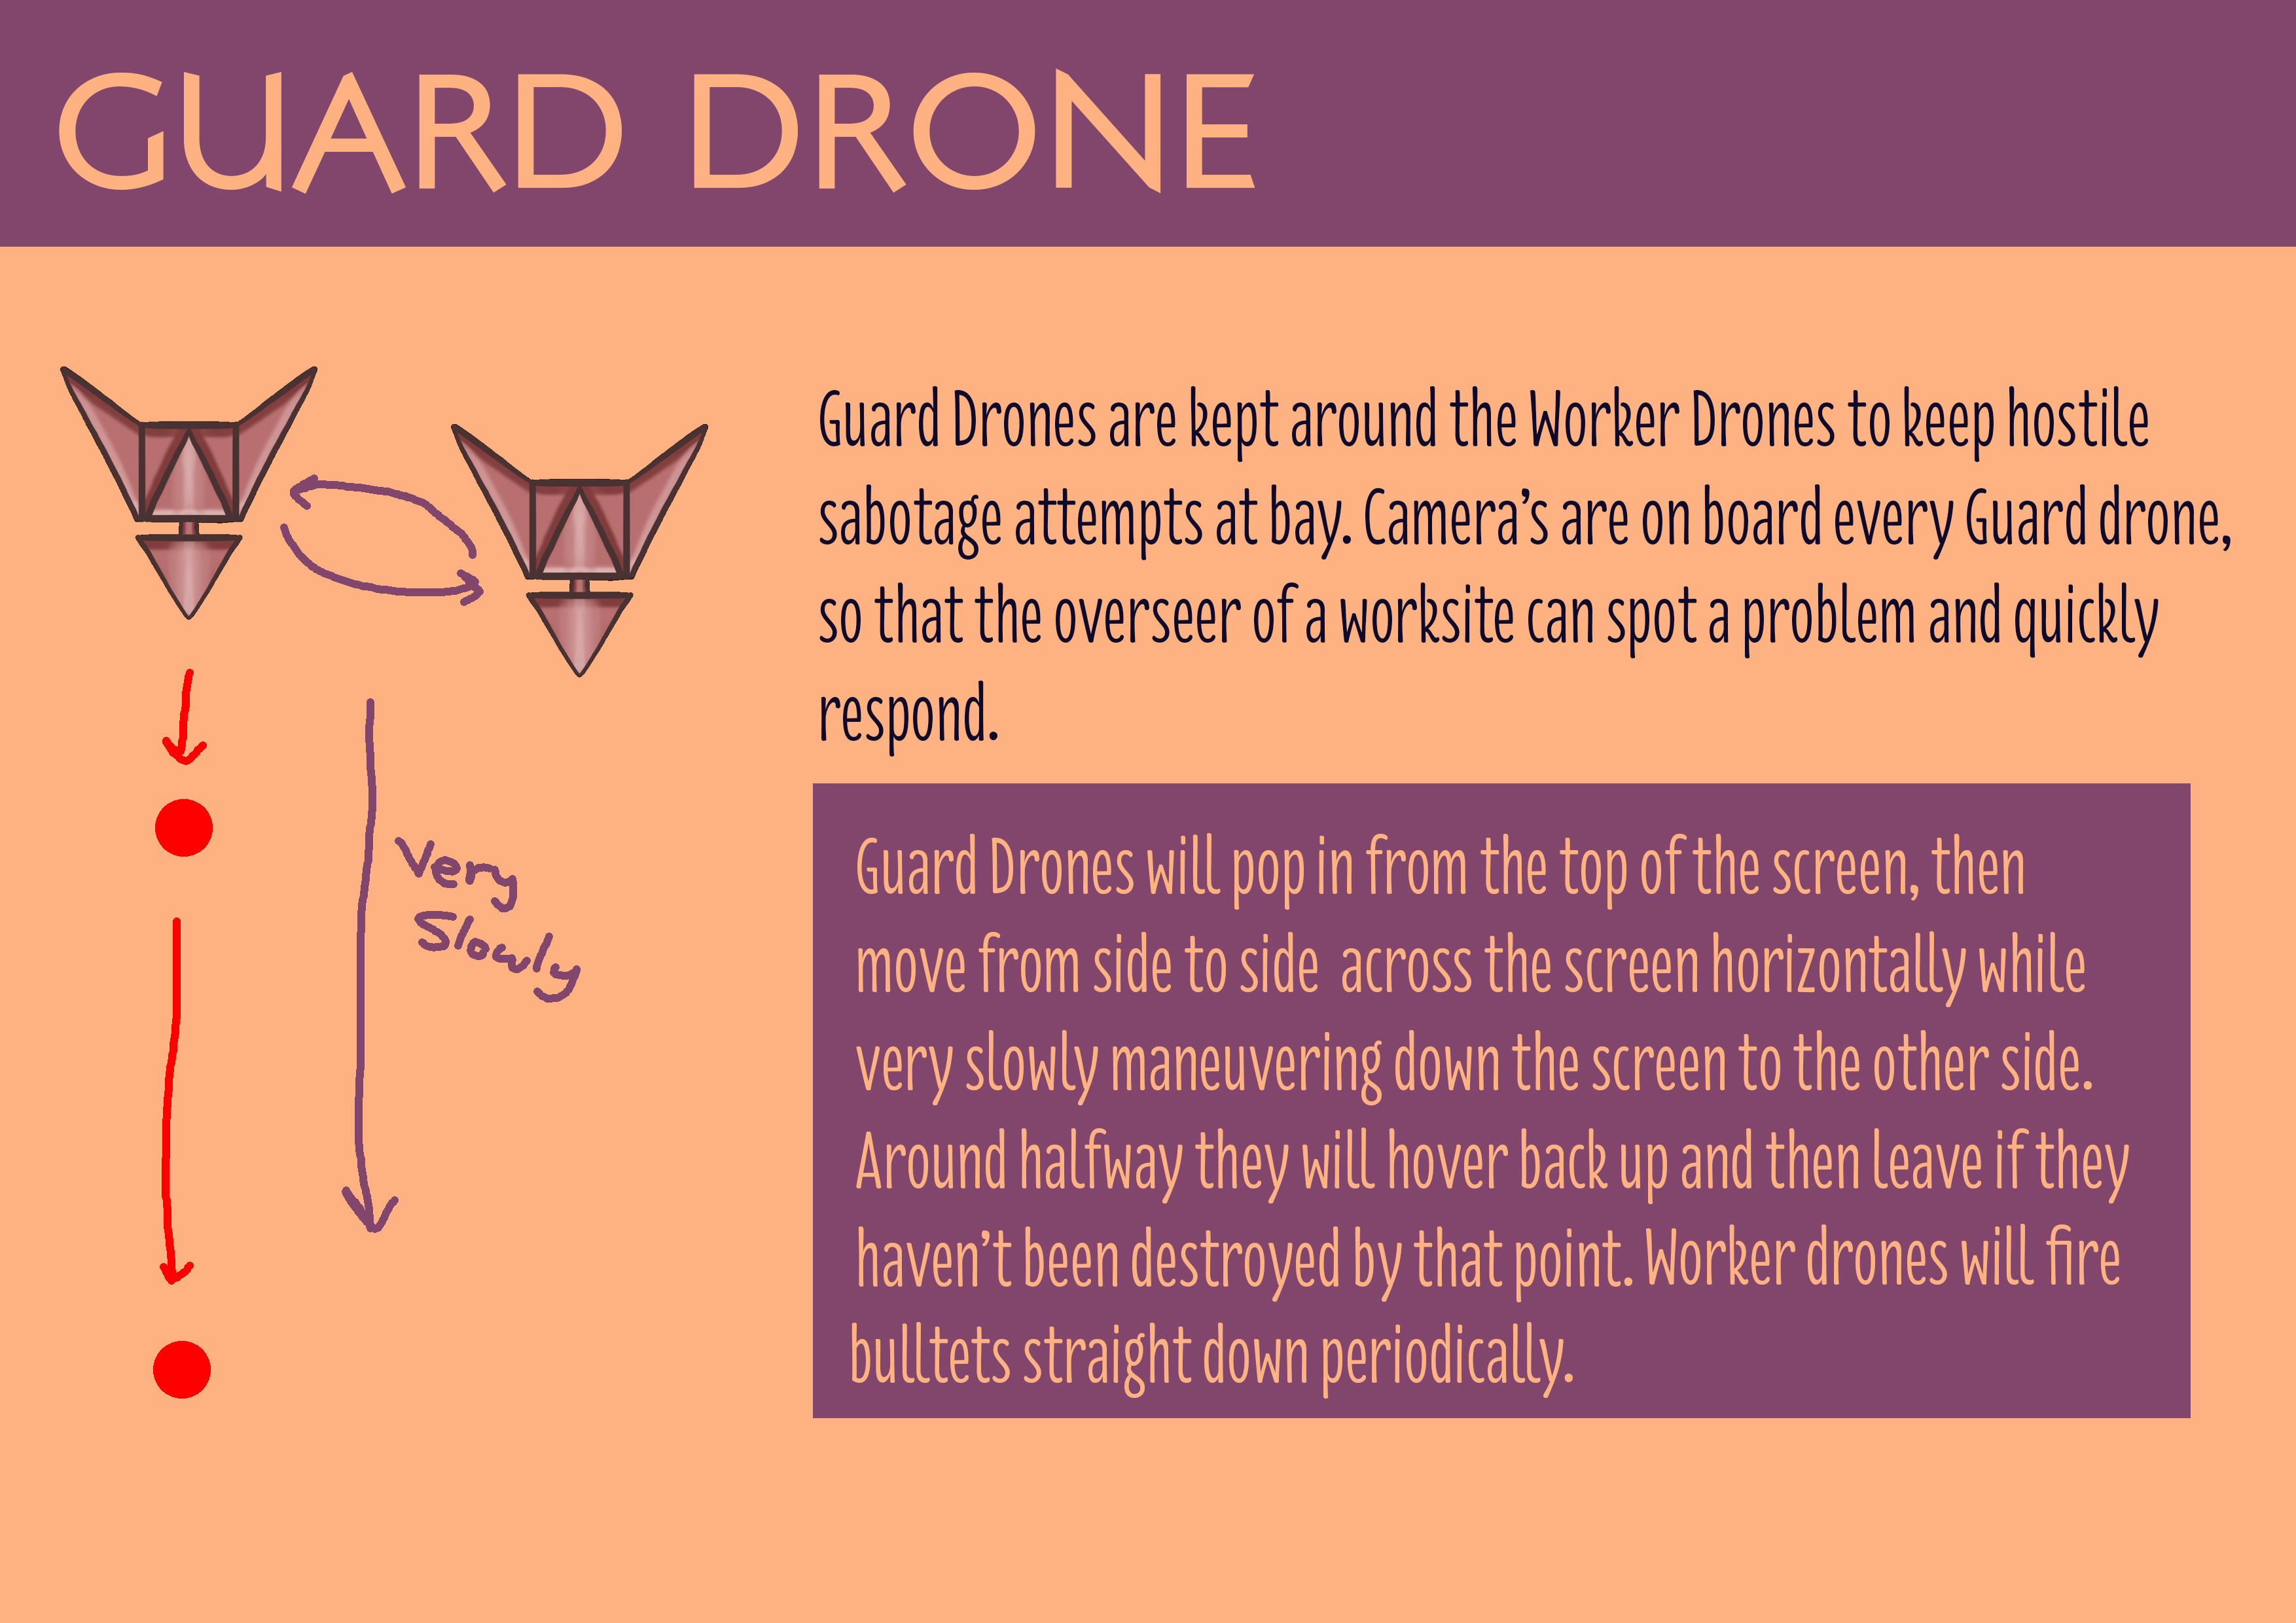 GUARD DRONE
Guard Drones are kept around the Worker Drones to keep hostile
sabotage attempts at bay. Camera's are on board every Guard drone,
so that the overseer of a worksite can spot a problem and quickly
respond.
Very
Slowly
Guard Drones will pop in from the top of the screen, then
move from side to side  across the screen horizontally while
very slowly maneuvering down the screen to the other side.
Around halfway they will hover back up and then leave if they
haven't been destroyed by that point. Worker drones will fire
bulltets straight down periodically.